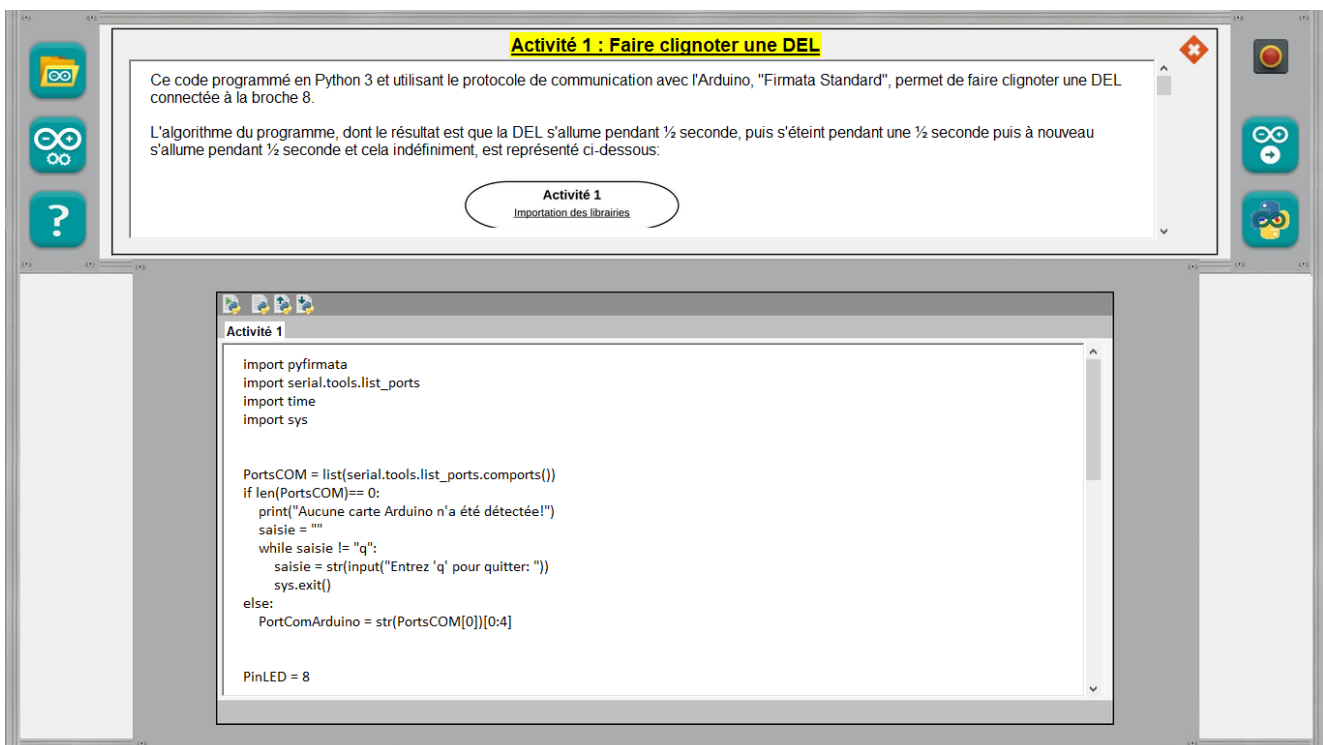 Activité 1 : Faire clignoter une DEL
Ce code programmé en Python 3 et utilisant le protocole de communication avec l'Arduino, "Firmata Standard", permet de faire clignoter une DEL
connectée à la broche 8.
L'algorithme du programme, dont le résultat est que la DEL s'allume pendant ½ seconde, puis s'éteint pendant une ½ seconde puis à nouveau
s'allume pendant ½ seconde et cela indéfiniment, est représenté ci-dessous:
Activité 1
Importation des librairies
?
Activité 1
import pyfirmata
import serial.tools.list_ports
import time
import sys
PortsCOM = list(serial.tools.list_ports.comports())
if len(PortsCOM)== 0:
print("Aucune carte Arduino n'a été détectée!")
saisie = ""
while saisie != "q":
saisie = str(input("Entrez 'q' pour quitter: "))
sys.exit()
else:
PortComArduino = str(PortsCOM[0])[0:4]
PinLED = 8